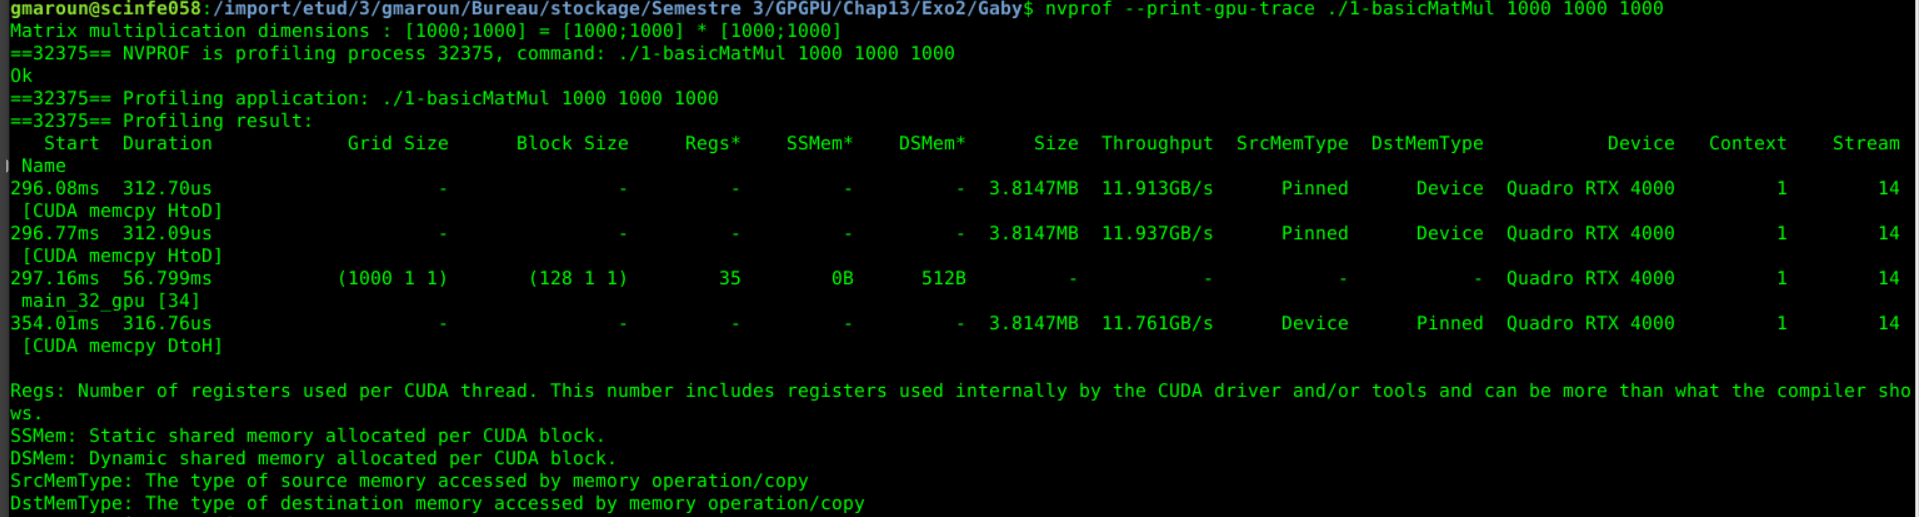 gmaroun@scinfe058:/import/etud/3/gmaroun/Bureau/stockage/Semestre 3/GPGPU/Chap13/Exo2/Gaby$ nvprof --print-gpu-trace ./1-basicMatMul 1000 1000 1000
Matrix multiplication dimensions : [1000;1000] = [1000;1000] * [1000;1000]
==32375== NVPROF is profiling process 32375, command: ./1-basicMatMul 1000 1000 1000
Ok
==32375== Profiling application: ./1-basicMatMul 1000 1000 1000
==32375== Profiling result:
   Start  Duration            Grid Size      Block Size     Regs*    SSMem*    DSMem*      Size  Throughput  SrcMemType  DstMemType           Device   Context    Stream
 Name
296.08ms  312.70us                    -               -         -         -         -  3.8147MB  11.913GB/s      Pinned      Device  Quadro RTX 4000         1        14
 [CUDA memcpy HtoD]
296.77ms  312.09us                    -               -         -         -         -  3.8147MB  11.937GB/s      Pinned      Device  Quadro RTX 4000         1        14
 [CUDA memcpy HtoD]
297.16ms  56.799ms           (1000 1 1)       (128 1 1)        35        0B      512B         -           -           -           -  Quadro RTX 4000         1        14
 main_32_gpu [34]
354.01ms  316.76us                    -               -         -         -         -  3.8147MB  11.761GB/s      Device      Pinned  Quadro RTX 4000         1        14
 [CUDA memcpy DtoH]
Regs: Number of registers used per CUDA thread. This number includes registers used internally by the CUDA driver and/or tools and can be more than what the compiler sho
ws.
SSMem: Static shared memory allocated per CUDA block.
DSMem: Dynamic shared memory allocated per CUDA block.
SrcMemType: The type of source memory accessed by memory operation/copy
DstMemType: The type of destination memory accessed by memory operation/copy